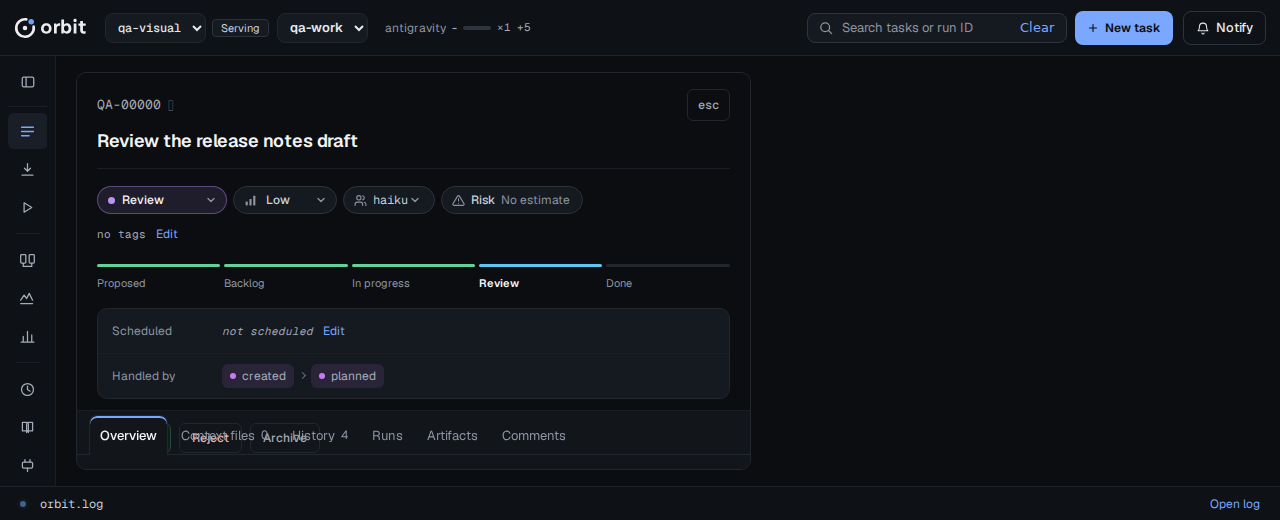 orbit qa-visual Serving qa-work antigravity - ×1 +5 Search tasks or run ID Clear + New task Notify
QA-00000 esc
Review the release notes draft
Review Low haiku Risk No estimate
no tags Edit
Proposed Backlog In progress Review Done
Scheduled not scheduled Edit
Handled by created › planned
Overview Context files 0 History 4 Runs Artifacts Comments
Reject Archive
orbit.log Open log